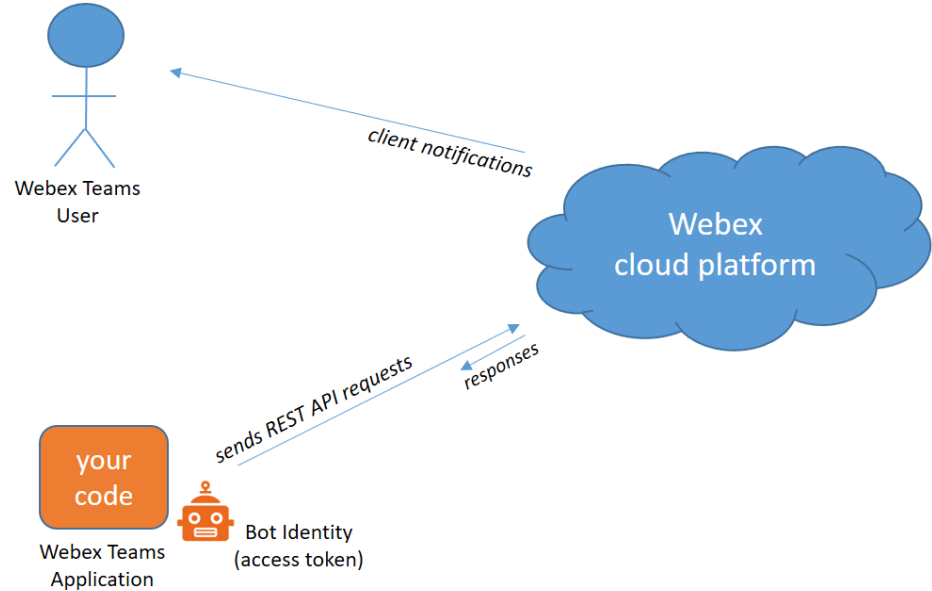 client notifications
Webex Teams
User
Webex
cloud platform
responses
sends REST API requests
your
code
Bot Identity
(access token)
Webex Teams
Application